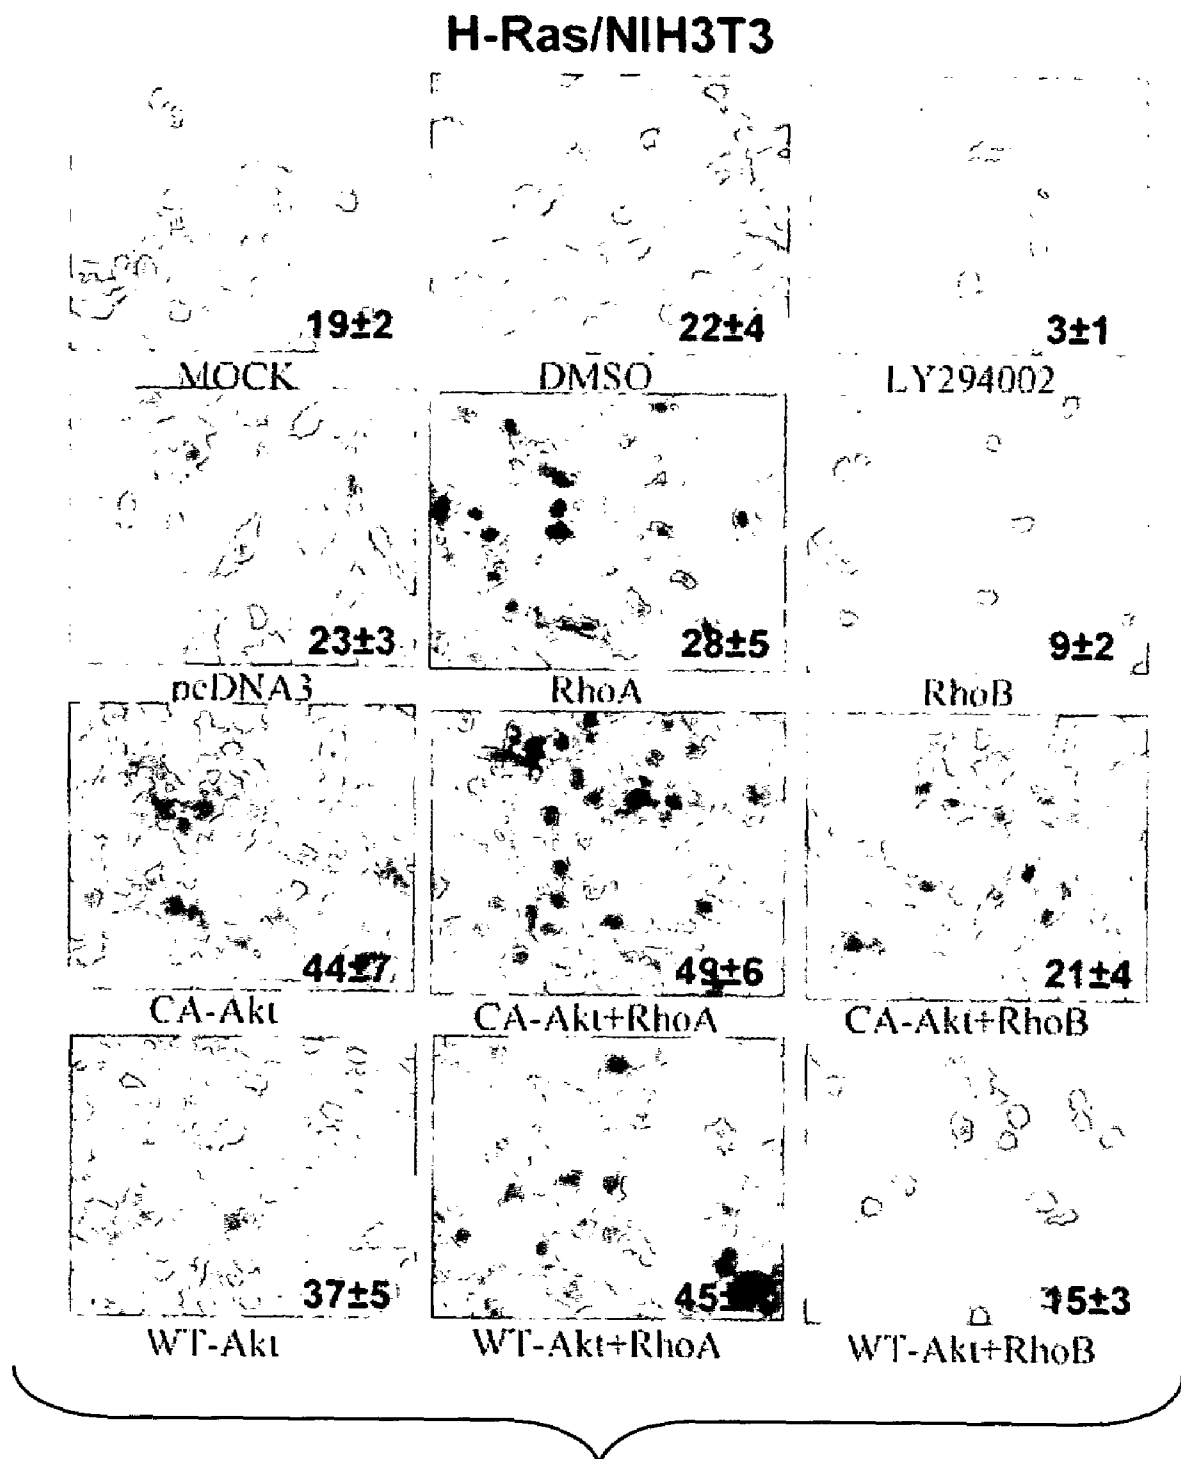 H-Ras/NIH3T3
19±2 22±4 3±1
MOCK DMSO LY294002
23±3 28±5 9±2
pcDNA3 RhoA RhoB
44±7 49±6 21±4
CA-Akt CA-Akt+RhoA CA-Akt+RhoB
37±5 45± 15±3
WT-Akt WT-Akt+RhoA WT-Akt+RhoB